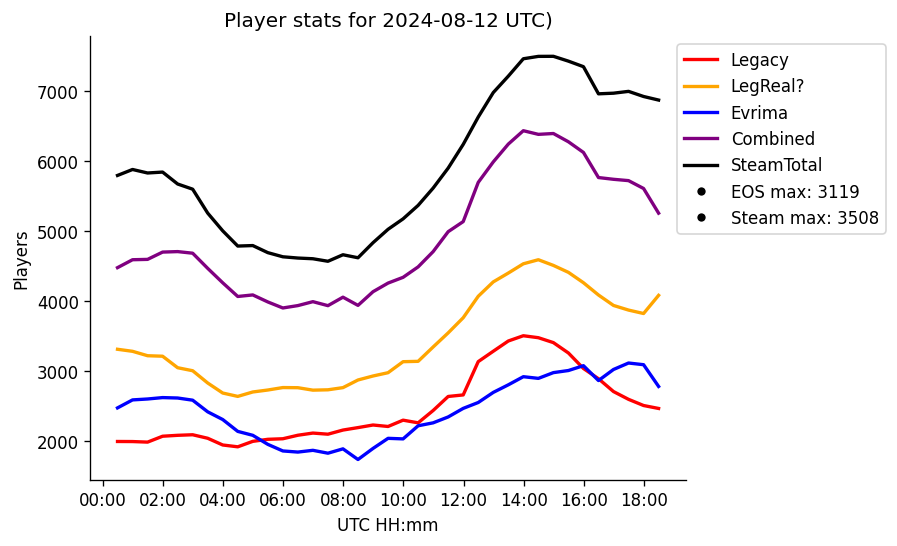 Player stats for 2024-08-12 UTC)
Legacy
LegReal?
Evrima
Combined
SteamTotal
EOS max: 3119
Steam max: 3508
Players
7000
6000
5000
4000
3000
2000
00:00 02:00 04:00 06:00 08:00 10:00 12:00 14:00 16:00 18:00
UTC HH:mm